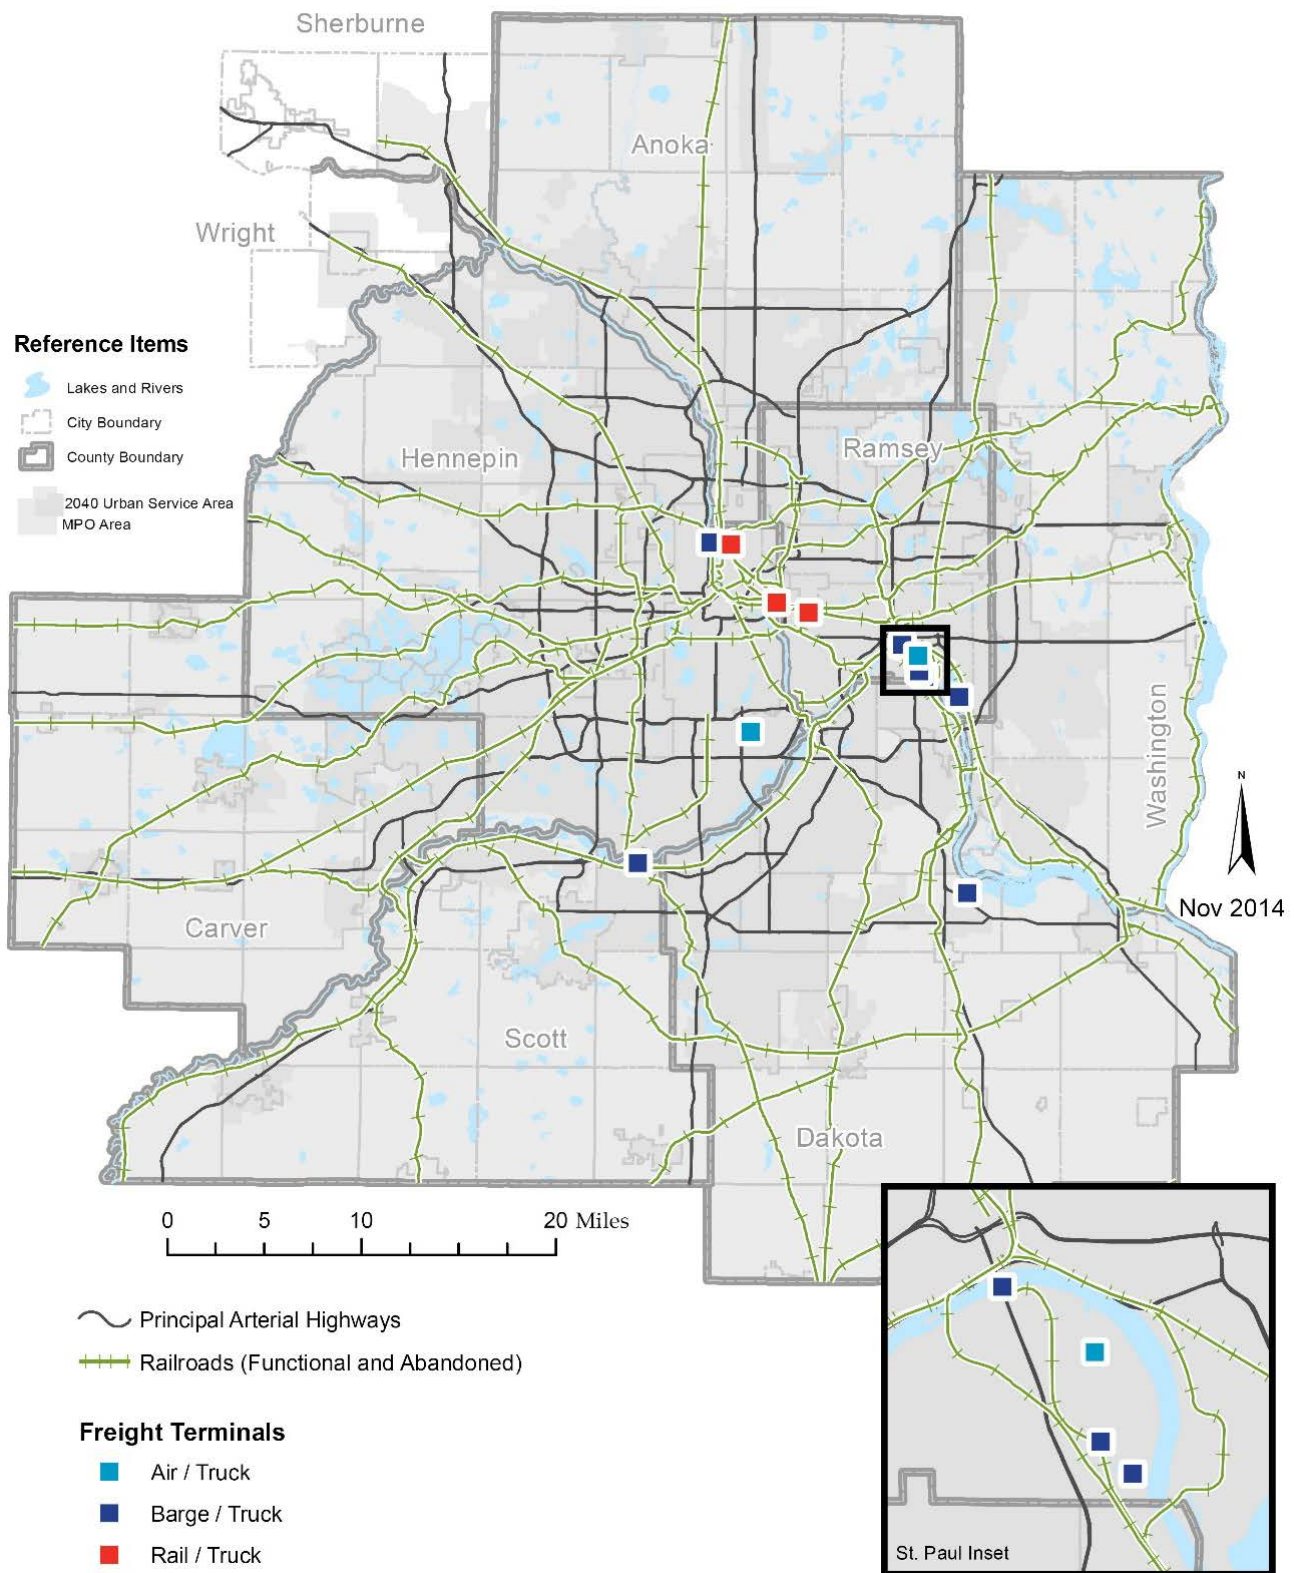 Sherburne
Anoka
Wright
Reference Items
Lakes and Rivers
City Boundary
County Boundary
2040 Urban Service Area
MPO Area
Hennepin
Ramsey
Washington
N
Nov 2014
Carver
Scott
Dakota
0 5 10 20 Miles
Principal Arterial Highways
Railroads (Functional and Abandoned)
Freight Terminals
Air / Truck
Barge / Truck
Rail / Truck
St. Paul Inset